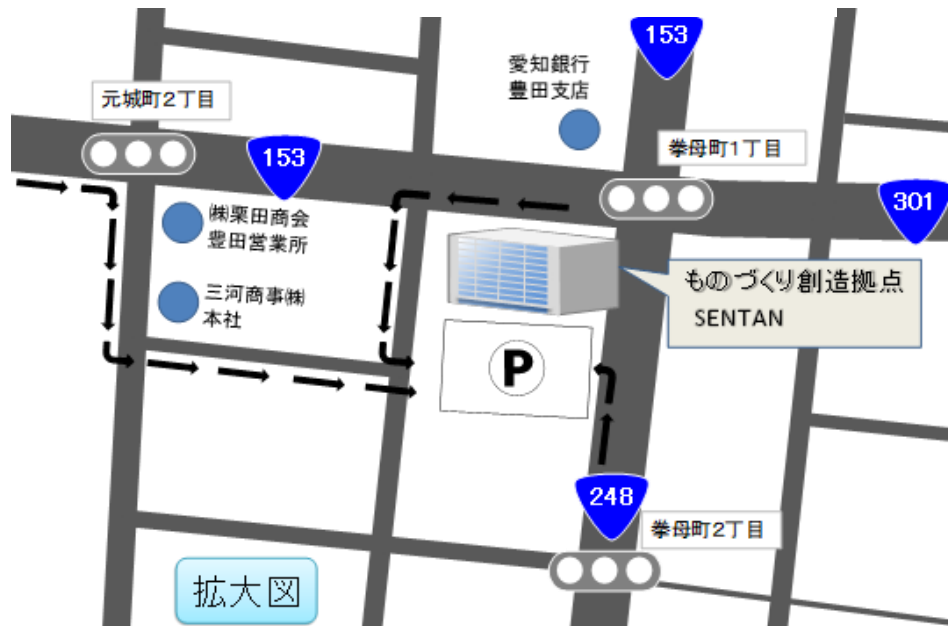 153
愛知銀行
豊田支店
元城町2丁目
挙母町1丁目
153
301
㈱栗田商会
豊田営業所
ものづくり創造拠点
SENTAN
三河商事㈱
本社
P
248
挙母町2丁目
拡大図